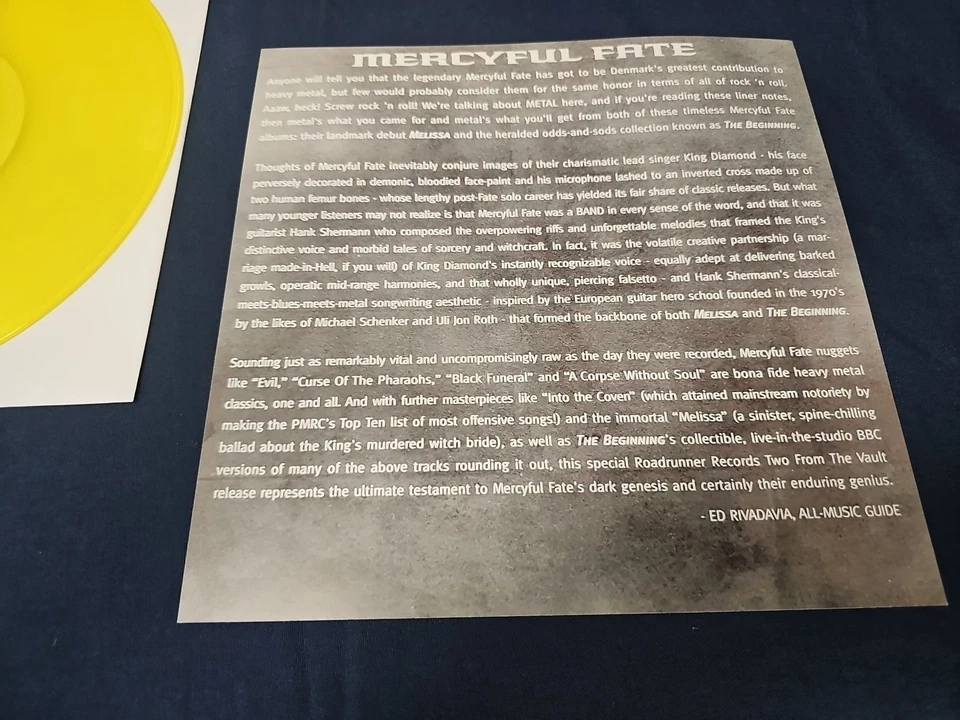 MERCYFUL FATE
Anyone will tell you that the legendary Mercyful Fate has got to be Denmark's greatest contribution to
heavy metal, but few would probably consider them for the same honor in terms of all of rock 'n roll.
Aaaw, heck! Screw rock 'n roll! We're talking about METAL here, and if you're reading these liner notes,
then metal's what you came for and metal's what you'll get from both of these timeless Mercyful Fate
albums: their landmark debut MELISSA and the heralded odds-and-sods collection known as THE BEGINNING.
Thoughts of Mercyful Fate inevitably conjure images of their charismatic lead singer King Diamond - his face
perversely decorated in demonic, bloodied face-paint and his microphone lashed to an inverted cross made up of
two human femur bones - whose lengthy post-Fate solo career has yielded its fair share of classic releases. But what
many younger listeners may not realize is that Mercyful Fate was a BAND in every sense of the word, and that it was
guitarist Hank Shermann who composed the overpowering riffs and unforgettable melodies that framed the King's
distinctive voice and morbid tales of sorcery and witchcraft. In fact, it was the volatile creative partnership (a mar-
riage made-in-Hell, if you will) of King Diamond's instantly recognizable voice - equally adept at delivering barked
growls, operatic mid-range harmonies, and that wholly unique, piercing falsetto - and Hank Shermann's classical-
meets-blues-meets-metal songwriting aesthetic - inspired by the European guitar hero school founded in the 1970's
by the likes of Michael Schenker and Uli Jon Roth - that formed the backbone of both MELISSA and THE BEGINNING.
Sounding just as remarkably vital and uncompromisingly raw as the day they were recorded, Mercyful Fate nuggets
like "Evil," "Curse Of The Pharaohs," "Black Funeral" and "A Corpse Without Soul" are bona fide heavy metal
classics, one and all. And with further masterpieces like "Into the Coven" (which attained mainstream notoriety by
making the PMRC's Top Ten list of most offensive songs!) and the immortal "Melissa" (a sinister, spine-chilling
ballad about the King's murdered witch bride), as well as THE BEGINNING's collectible, live-in-the-studio BBC
versions of many of the above tracks rounding it out, this special Roadrunner Records Two From The Vault
release represents the ultimate testament to Mercyful Fate's dark genesis and certainly their enduring genius.
- ED RIVADAVIA, ALL-MUSIC GUIDE